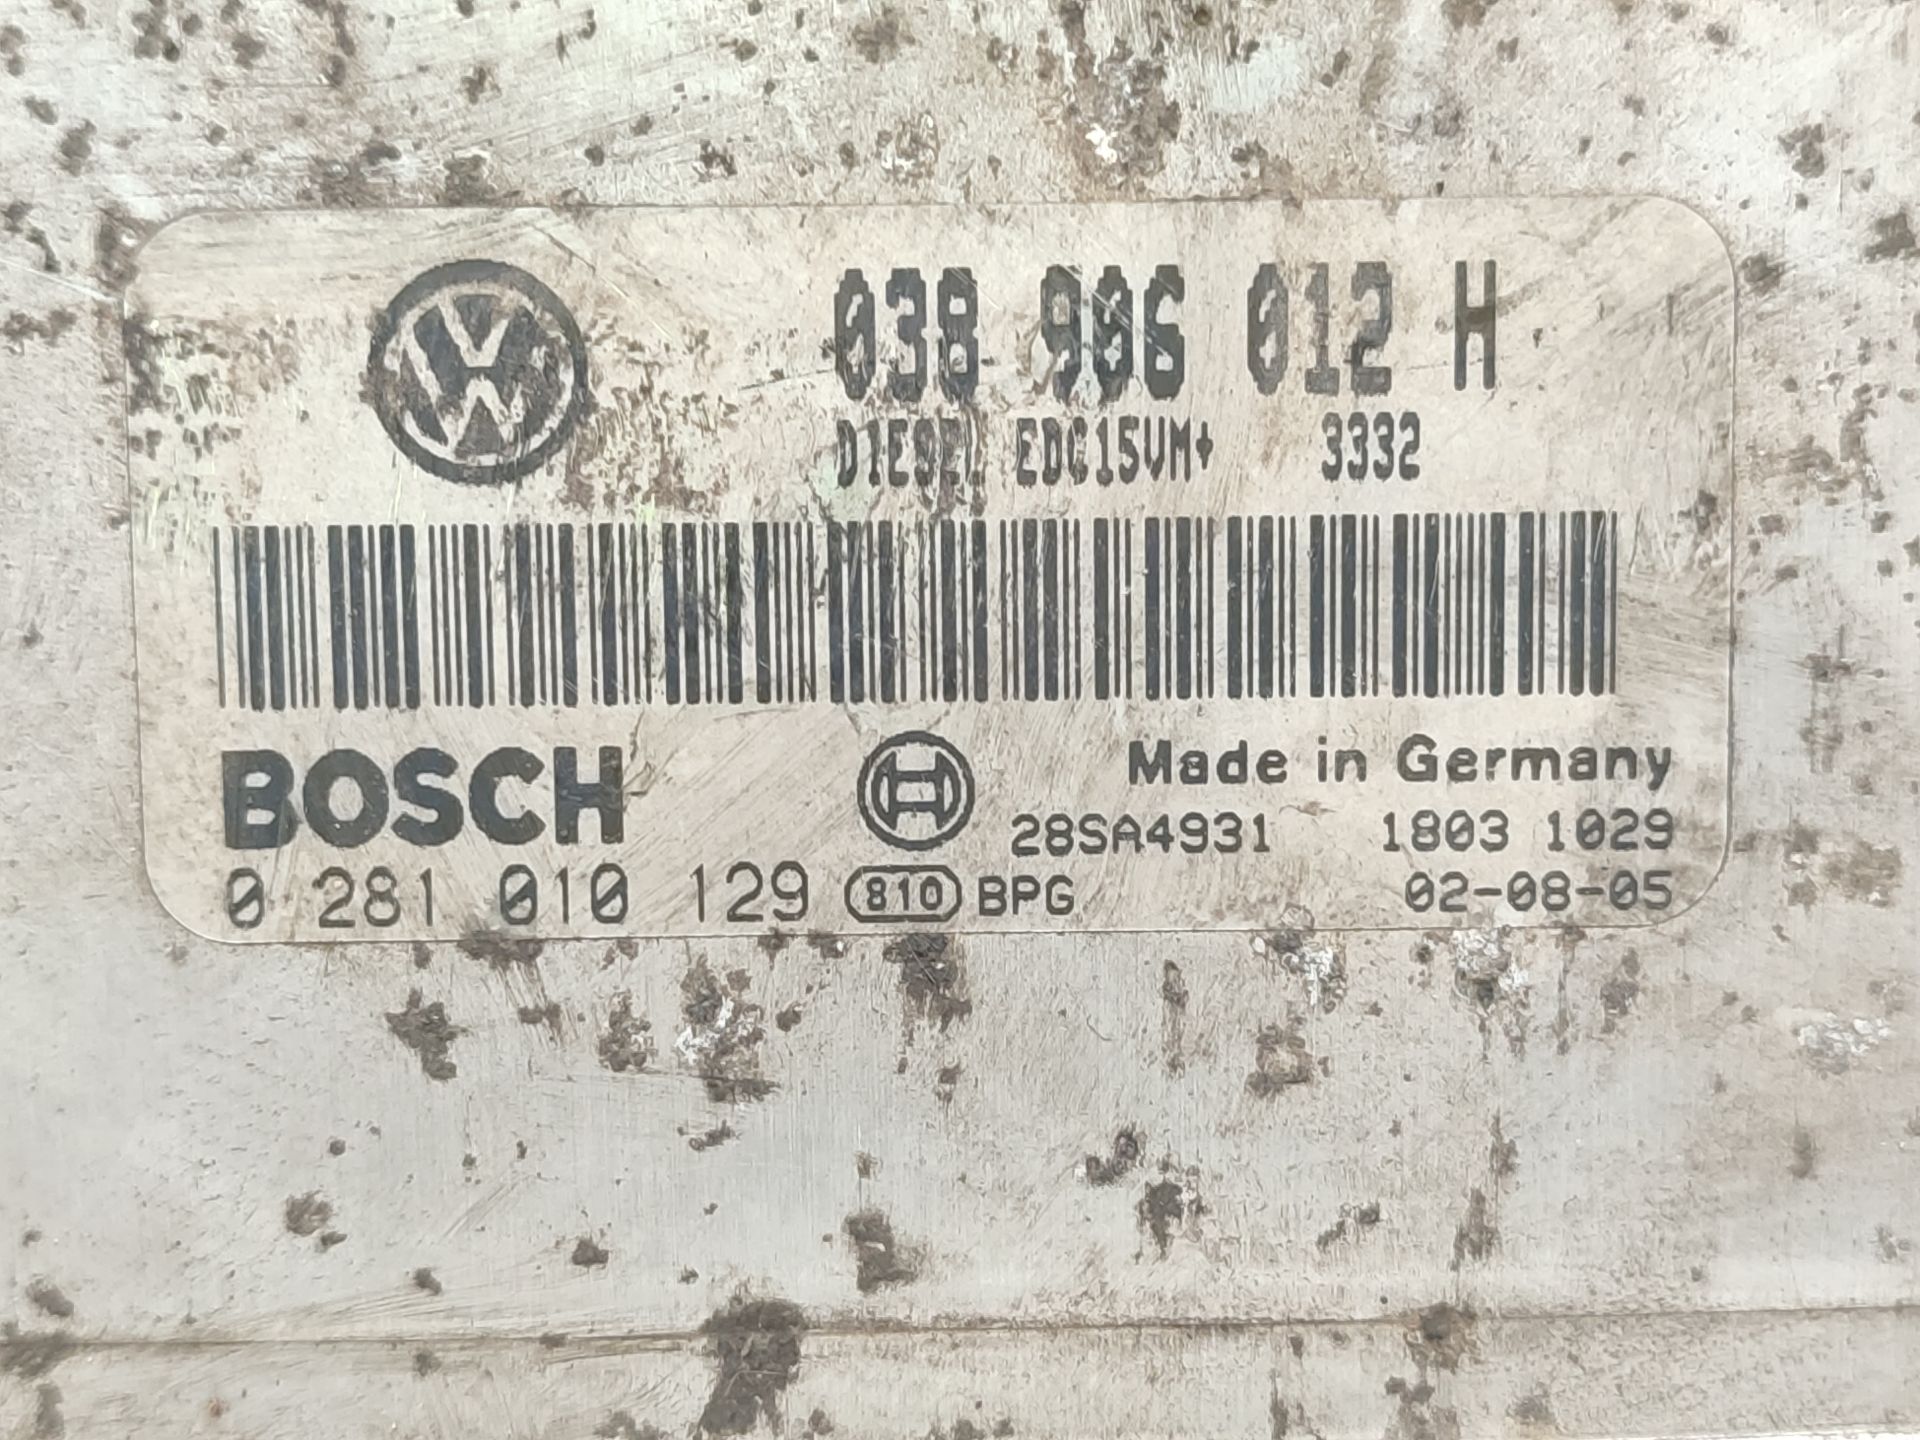 038 906 012 H
DIESEL EDC15VM+ 3332
BOSCH
Made in Germany
28SA4931 1803 1029
0 281 010 129 810 BPG 02-08-05